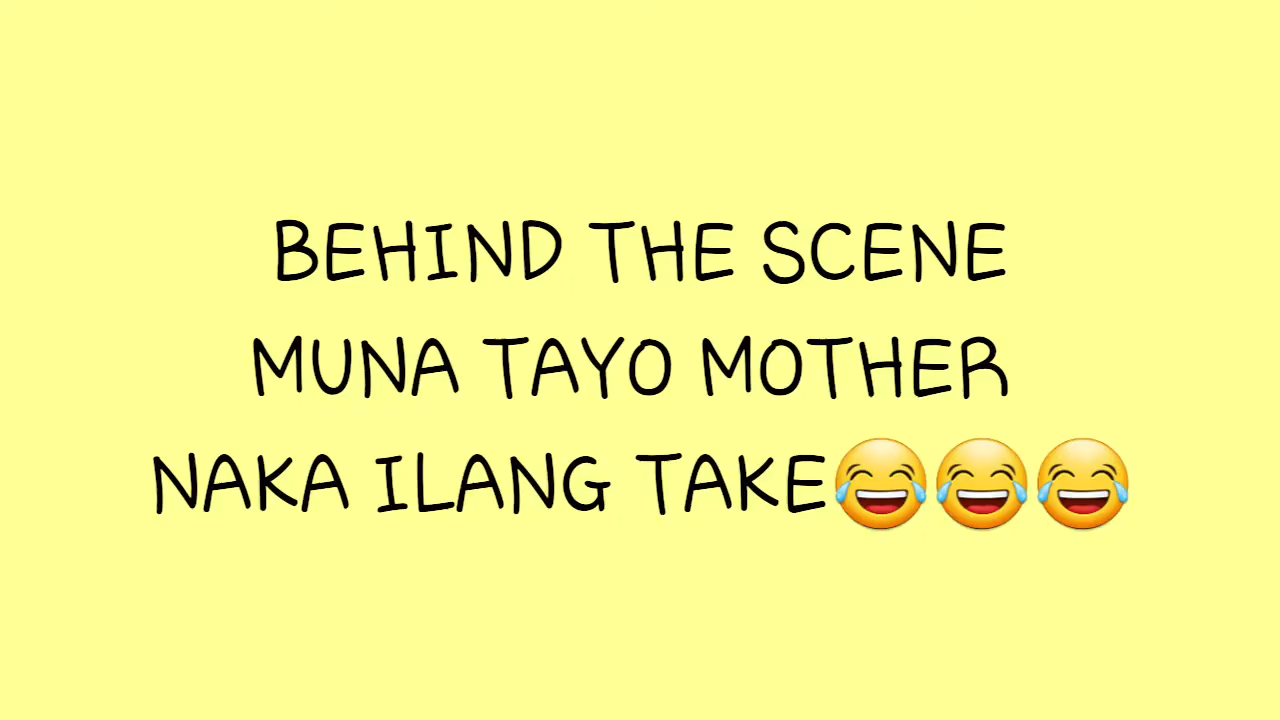 BEHIND THE SCENE
MUNA TAYO MOTHER
NAKA ILANG TAKE😂😂😂